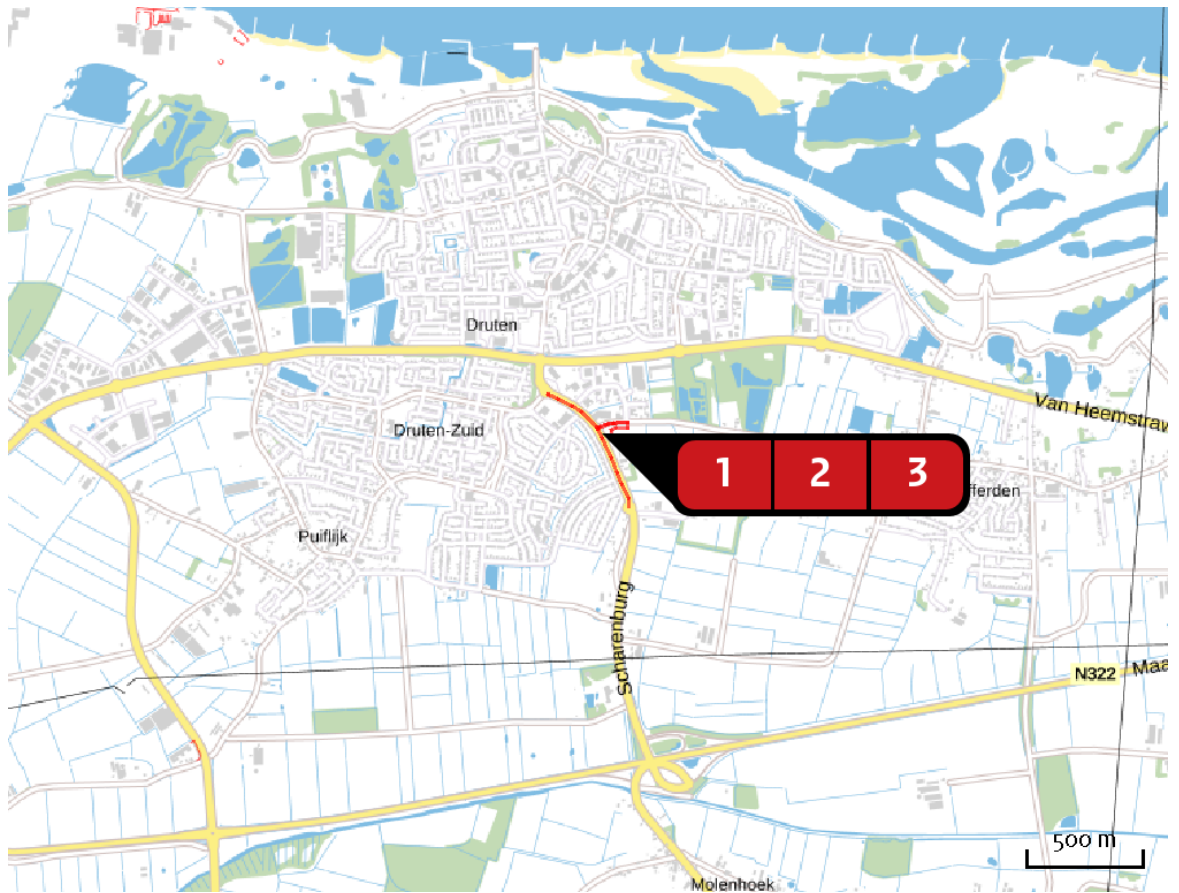 Druten
Van Heemstraw
Druten-Zuid
1 2 3
fferden
Puiflijk
Scharenburg
N322
Maa
500 m
Molenhoek